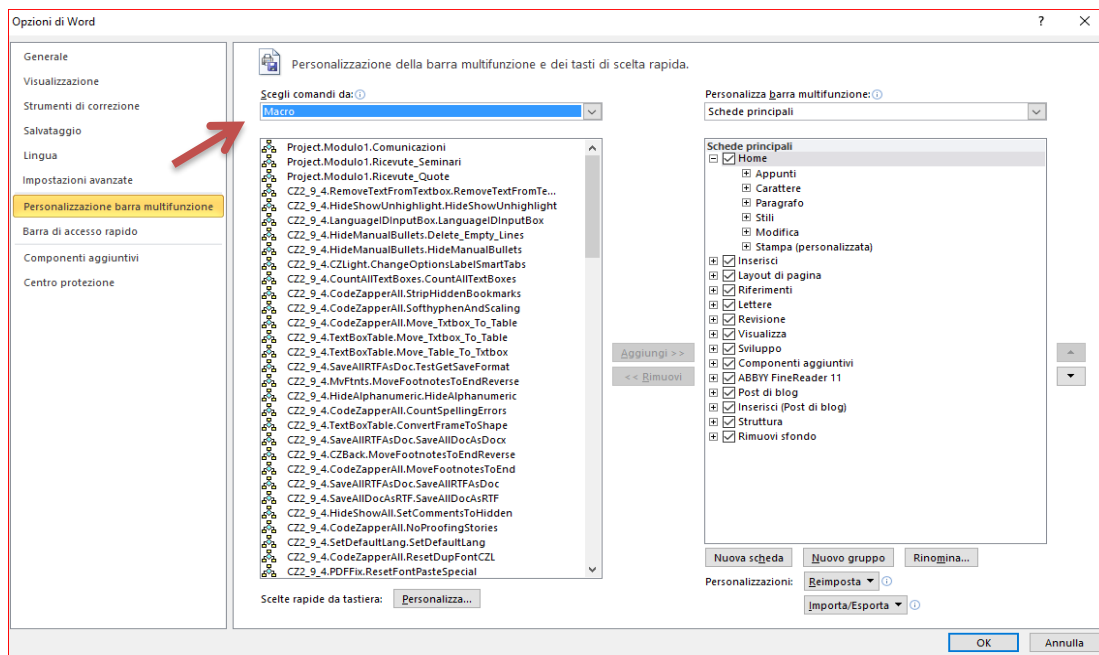 Opzioni di Word
?
Generale
Visualizzazione
Strumenti di correzione
Salvataggio
Lingua
Impostazioni avanzate
Personalizzazione barra multifunzione
Barra di accesso rapido
Componenti aggiuntivi
Centro protezione
Personalizzazione della barra multifunzione e dei tasti di scelta rapida.
Scegli comandi da:
Macro
Project.Modulo1.Comunicazioni
Project.Modulo1.Ricevute_Seminari
Project.Modulo1.Ricevute_Quote
CZ2_9_4.RemoveTextFromTextbox.RemoveTextFromTe...
CZ2_9_4.HideShowUnhighlight.HideShowUnhighlight
CZ2_9_4.LanguageIDInputBox.LanguageIDInputBox
CZ2_9_4.HideManualBullets.Delete_Empty_Lines
CZ2_9_4.HideManualBullets.HideManualBullets
CZ2_9_4.CZLight.ChangeOptionsLabelSmartTabs
CZ2_9_4.CountAllTextBoxes.CountAllTextBoxes
CZ2_9_4.CodeZapperAll.StripHiddenBookmarks
CZ2_9_4.CodeZapperAll.SofthyphenAndScaling
CZ2_9_4.CodeZapperAll.Move_Txtbox_To_Table
CZ2_9_4.TextBoxTable.Move_Txtbox_To_Table
CZ2_9_4.TextBoxTable.Move_Table_To_Txtbox
CZ2_9_4.SaveAllRTFAsDoc.TestGetSaveFormat
CZ2_9_4.MvFtnts.MoveFootnotesToEndReverse
CZ2_9_4.HideAlphanumeric.HideAlphanumeric
CZ2_9_4.CodeZapperAll.CountSpellingErrors
CZ2_9_4.TextBoxTable.ConvertFrameToShape
CZ2_9_4.SaveAllRTFAsDoc.SaveAllDocAsDocx
CZ2_9_4.CZBack.MoveFootnotesToEndReverse
CZ2_9_4.CodeZapperAll.MoveFootnotesToEnd
CZ2_9_4.SaveAllRTFAsDoc.SaveAllRTFAsDoc
CZ2_9_4.SaveAllDocAsRTF.SaveAllDocAsRTF
CZ2_9_4.HideShowAll.SetCommentsToHidden
CZ2_9_4.CodeZapperAll.NoProofingStories
CZ2_9_4.SetDefaultLang.SetDefaultLang
CZ2_9_4.CodeZapperAll.ResetDupFontCZL
CZ2_9_4.PDFFix.ResetFontPasteSpecial
Scelte rapide da tastiera: Personalizza...
Aggiungi >>
<< Rimuovi
Personalizza barra multifunzione:
Schede principali
Schede principali
Home
Appunti
Carattere
Paragrafo
Stili
Modifica
Stampa (personalizzata)
Inserisci
Layout di pagina
Riferimenti
Lettere
Revisione
Visualizza
Sviluppo
Componenti aggiuntivi
ABBYY FineReader 11
Post di blog
Inserisci (Post di blog)
Struttura
Rimuovi sfondo
Nuova scheda Nuovo gruppo Rinomina...
Personalizzazioni: Reimposta
Importa/Esporta
OK Annulla